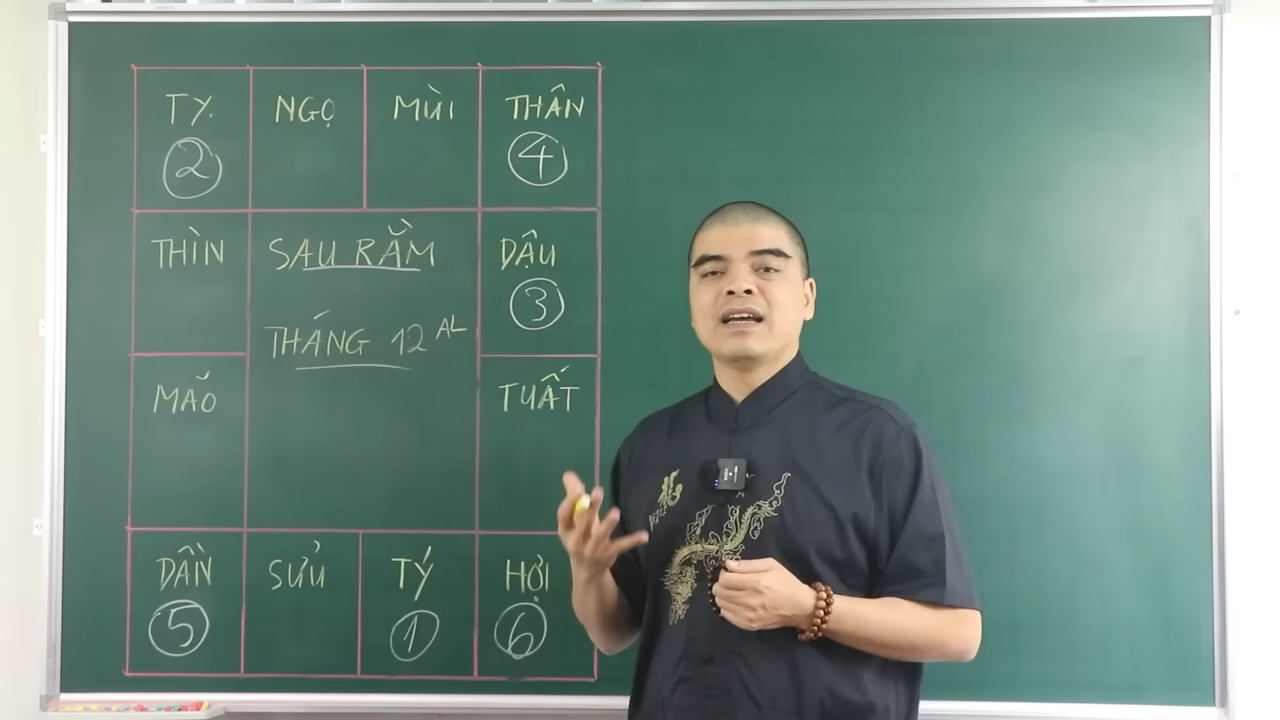 TỴ.
NGỌ
MÙI
THÂN
2
4
THÌN
SAU RẰM
DẬU
3
THÁNG 12 AL
MÃO
TUẤT
DẦN
SỬU
TÝ
HỢI
5
1
6